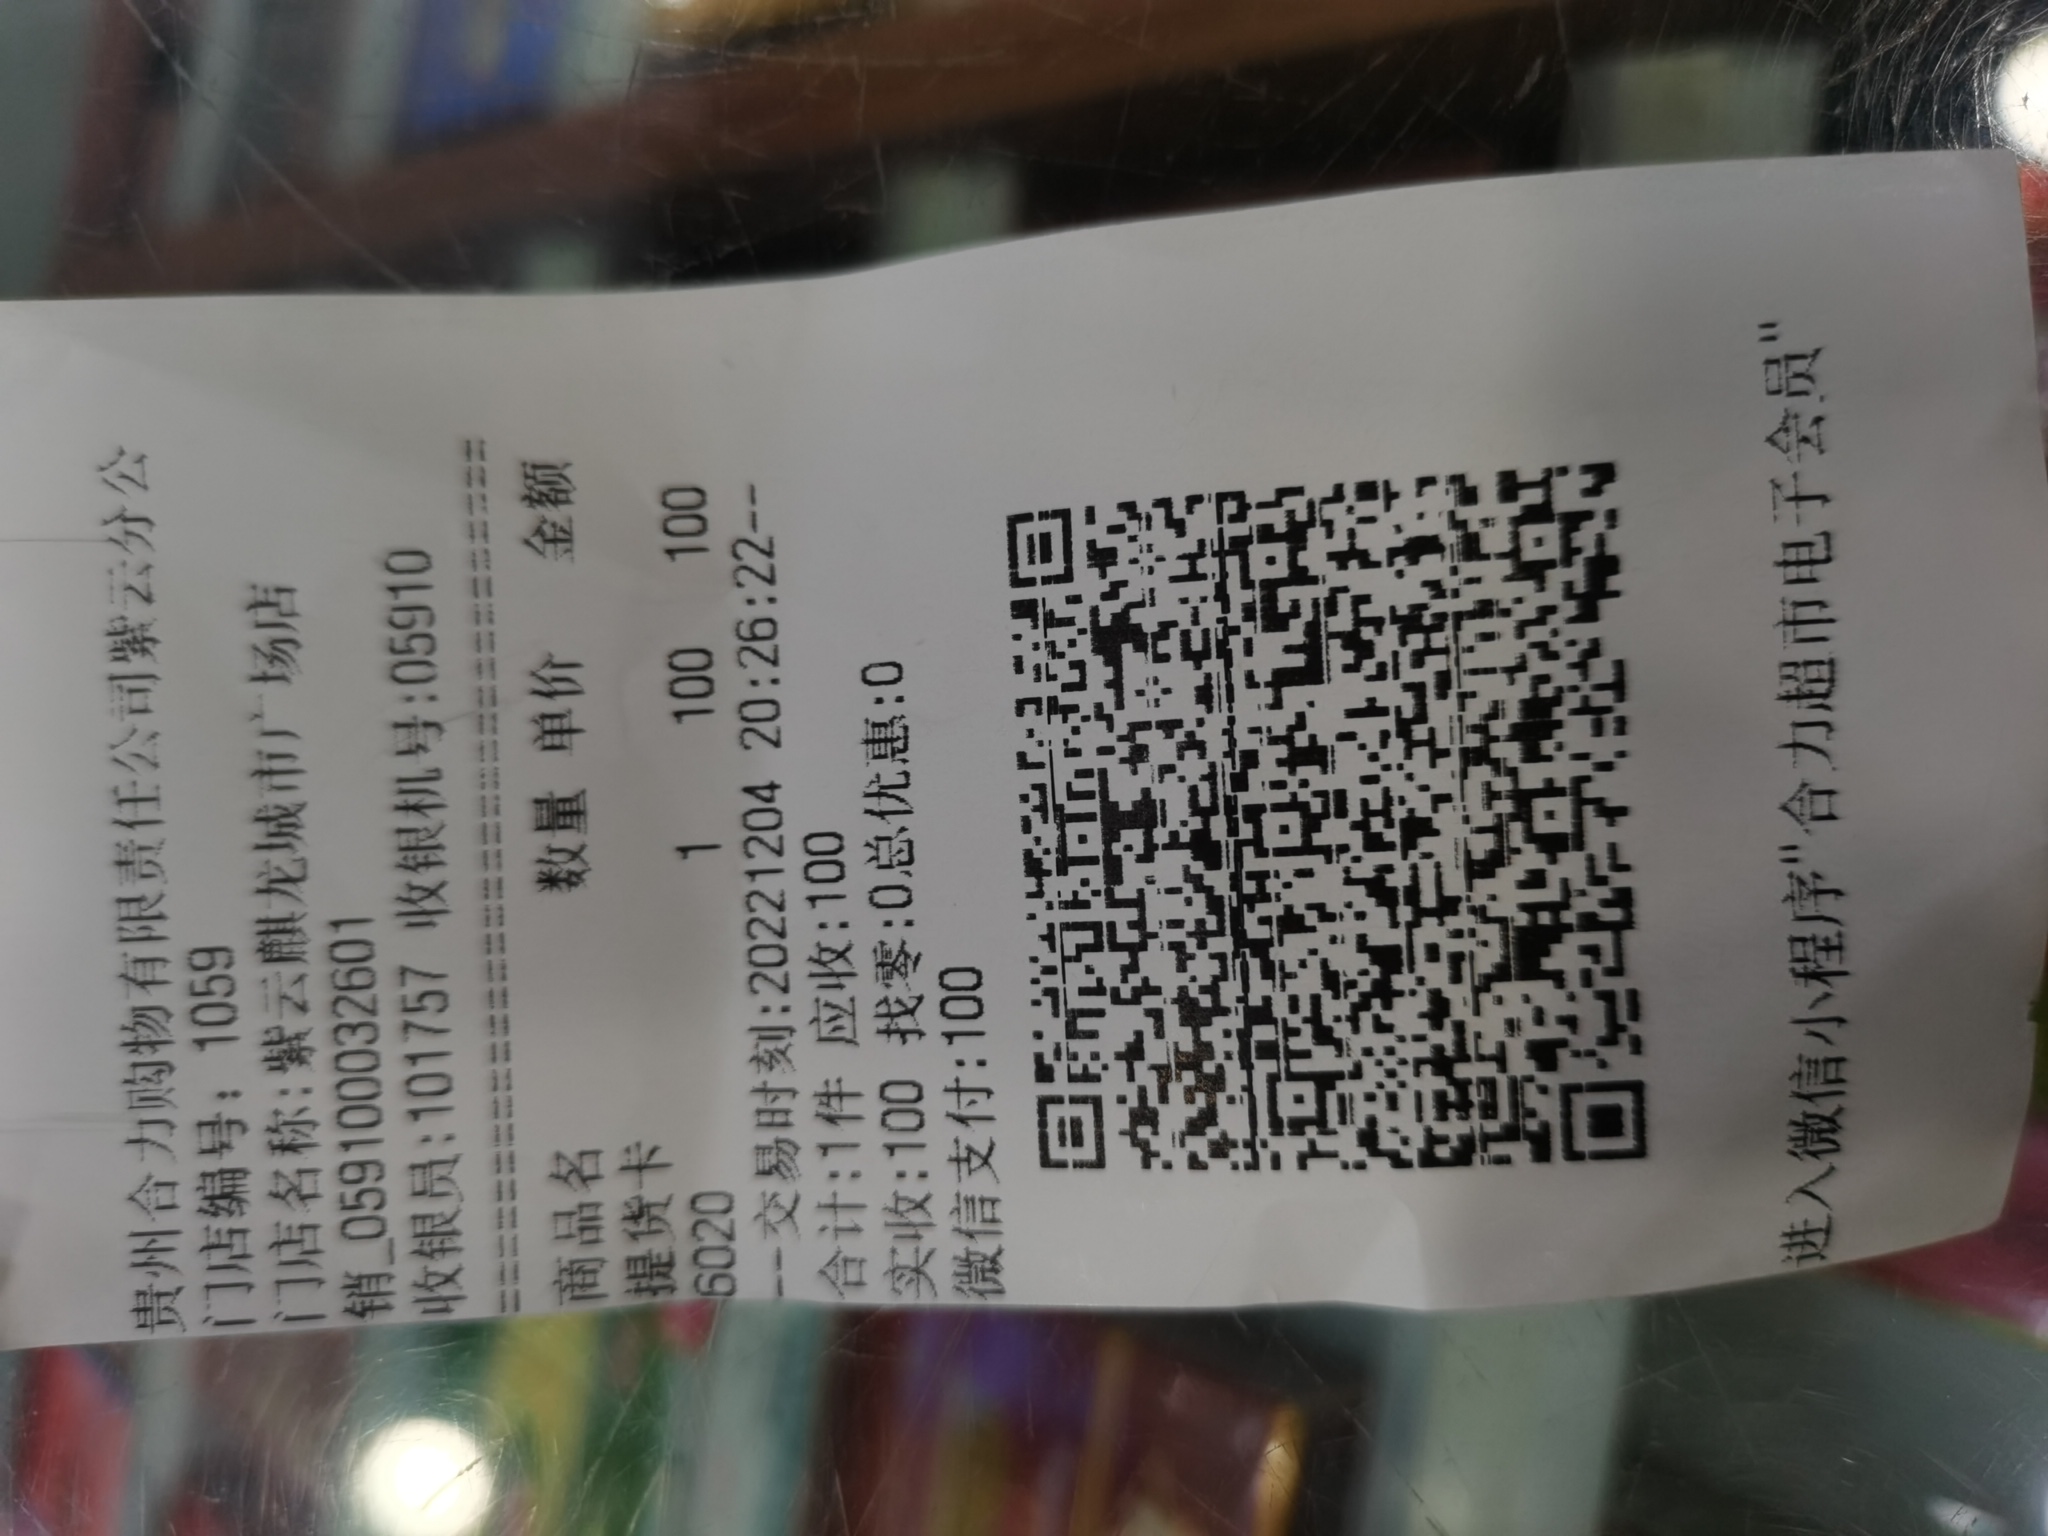 贵州合力购物有限责任公司紫云分公
门店编号: 1059
门店名称:紫云麒龙城市广场店
销_0591000032601
收银员:101757 收银机号:05910
================================
商品名 数量 单价 金额
提货卡
6020 1 100 100
--交易时刻:20221204 20:26:22--
合计:1件 应收:100
实收:100 找零:0总优惠:0
微信支付:100
进入微信小程序"合力超市电子会员"